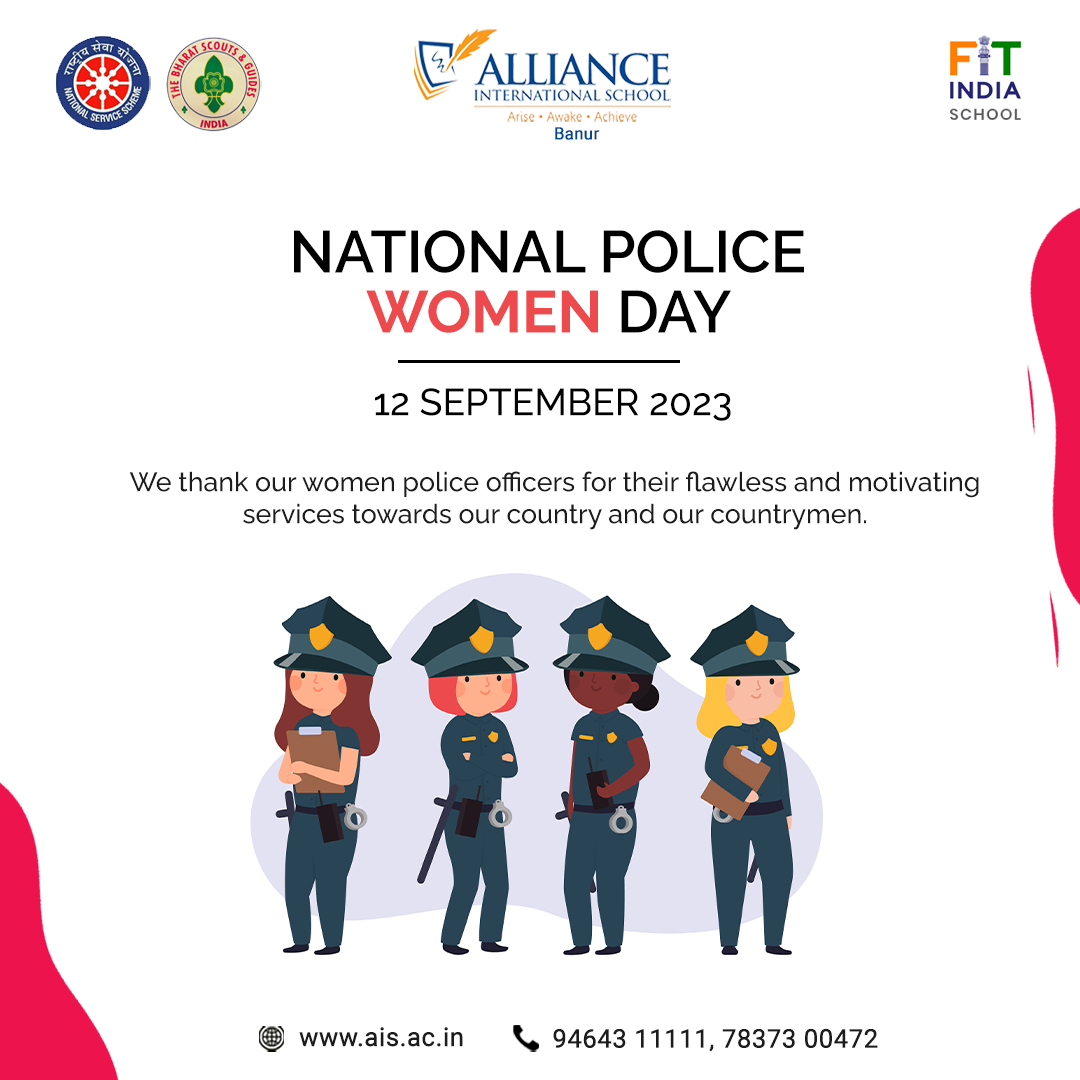 राष्ट्रीय सेवा योजना
NATIONAL SERVICE SCHEME
THE BHARAT SCOUTS & GUIDES
INDIA
ALLIANCE
INTERNATIONAL SCHOOL
Arise • Awake • Achieve
Banur
FIT
INDIA
SCHOOL
NATIONAL POLICE
WOMEN DAY
12 SEPTEMBER 2023
We thank our women police officers for their flawless and motivating
services towards our country and our countrymen.
www.ais.ac.in 94643 11111, 78373 00472